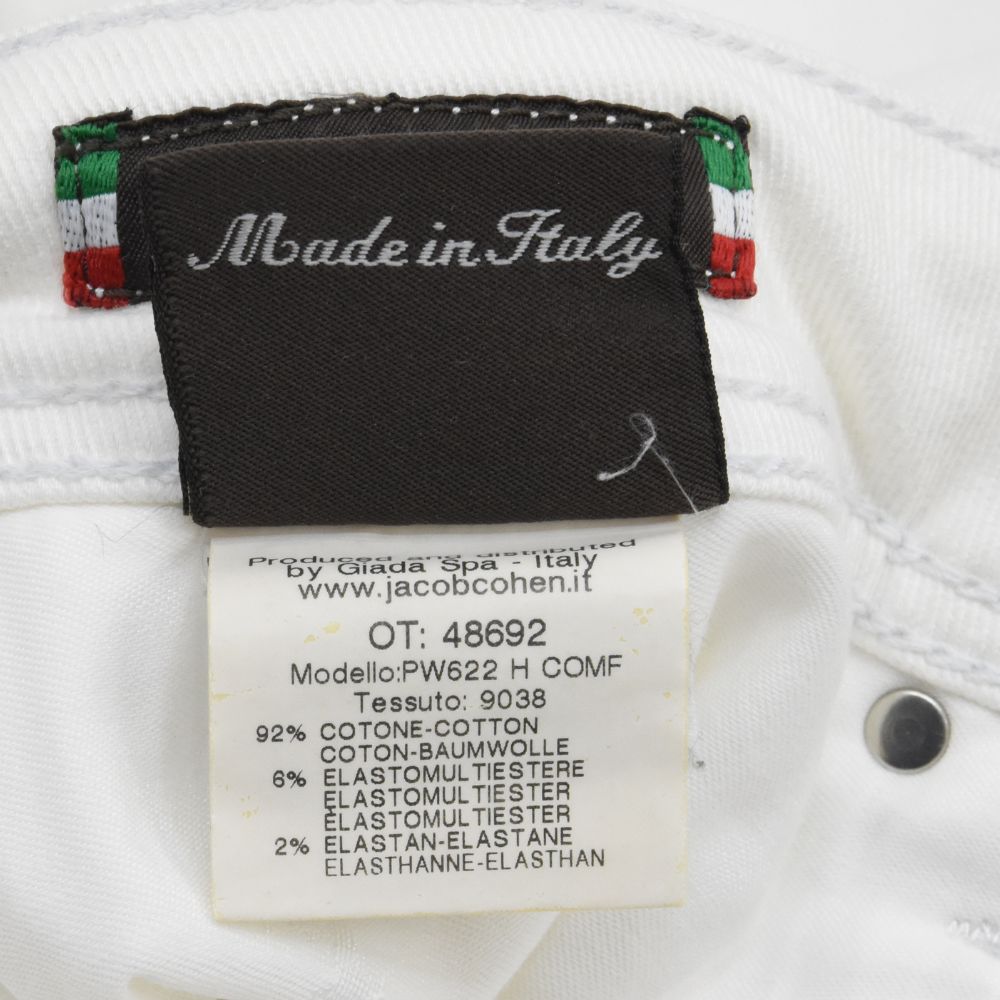 Made in Italy
Produced and distributed
by Giada Spa - Italy
www.jacobcohen.it
OT: 48692
Modello:PW622 H COMF
Tessuto: 9038
92% COTONE-COTTON
COTON-BAUMWOLLE
6% ELASTOMULTIESTERE
ELASTOMULTIESTER
ELASTOMULTIESTER
2% ELASTAN-ELASTANE
ELASTHANNE-ELASTHAN